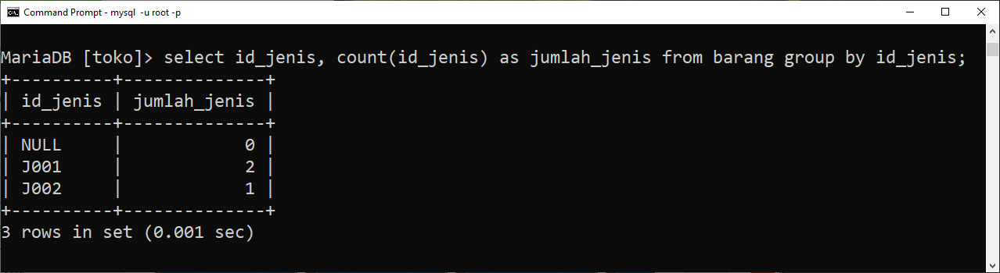 Command Prompt - mysql -u root -p
MariaDB [toko]> select id_jenis, count(id_jenis) as jumlah_jenis from barang group by id_jenis;
+----------+--------------+
| id_jenis | jumlah_jenis |
+----------+--------------+
| NULL     |            0 |
| J001     |            2 |
| J002     |            1 |
+----------+--------------+
3 rows in set (0.001 sec)